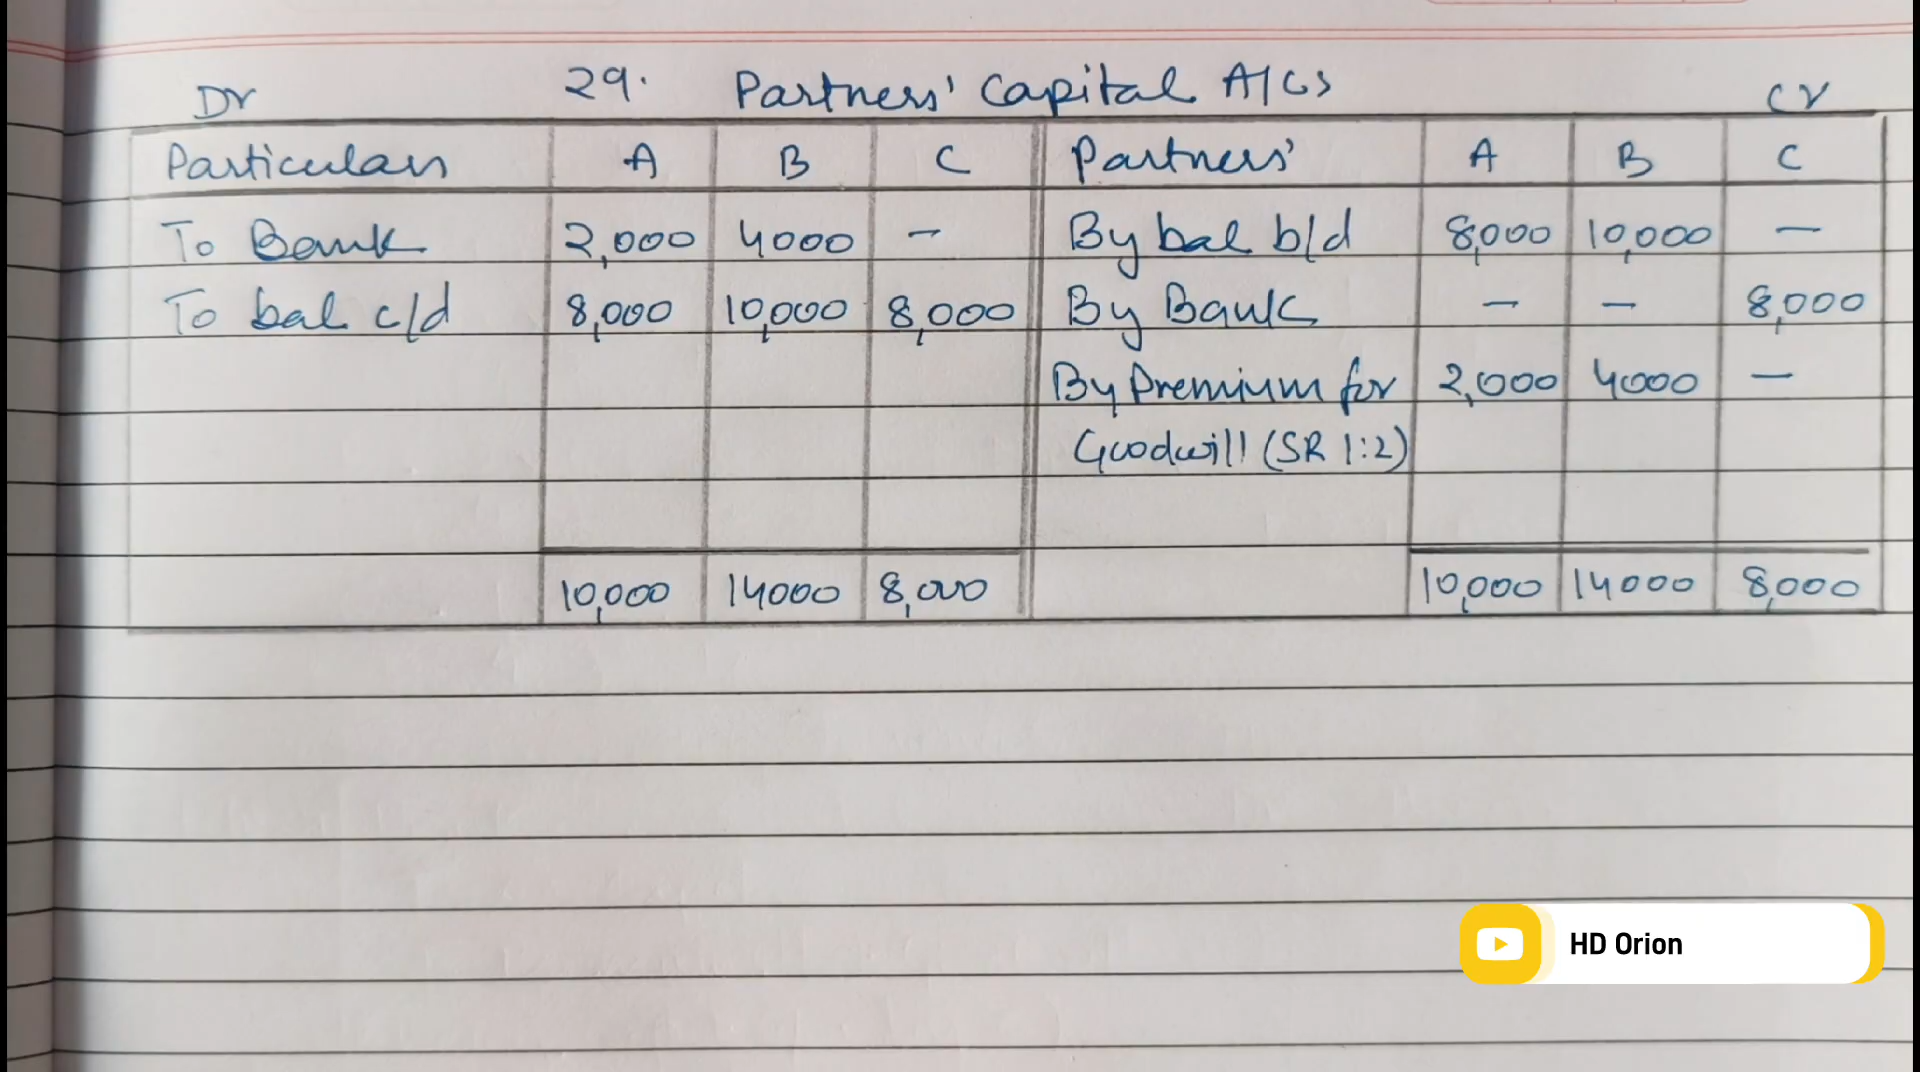 29. Partners' Capital A/Cs
Dr Cr
Particulars A B C Partners' A B C
To Bank 2,000 4000 - By bal b/d 8,000 10,000 -
To bal c/d 8,000 10,000 8,000 By Bank - - 8,000
By Premium for 2,000 4000 -
Goodwill (SR 1:2)
10,000 14000 8,000 10,000 14000 8,000
HD Orion